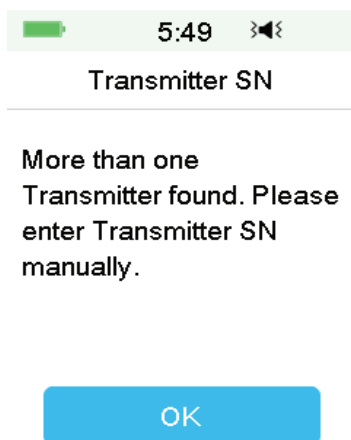 5:49
Transmitter SN
More than one
Transmitter found. Please
enter Transmitter SN
manually.
OK